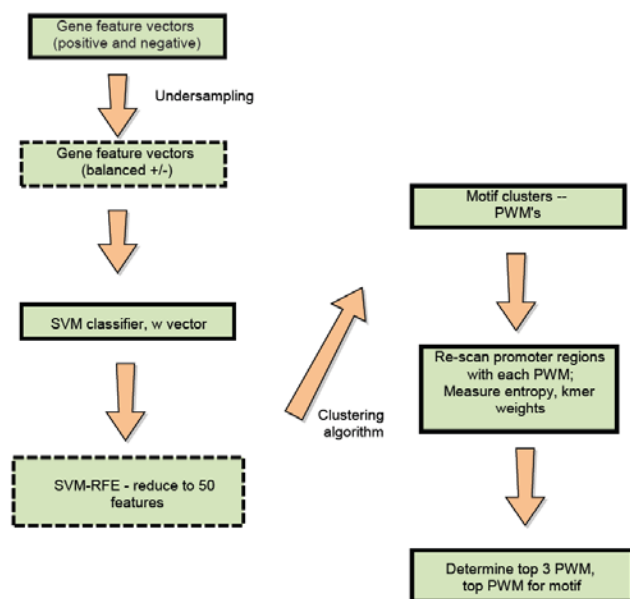 Gene feature vectors
(positive and negative)
Undersampling
Gene feature vectors
(balanced +/-)
SVM classifier, w vector
SVM-RFE - reduce to 50
features
Clustering
algorithm
Motif clusters --
PWM's
Re-scan promoter regions
with each PWM;
Measure entropy, kmer
weights
Determine top 3 PWM,
top PWM for motif